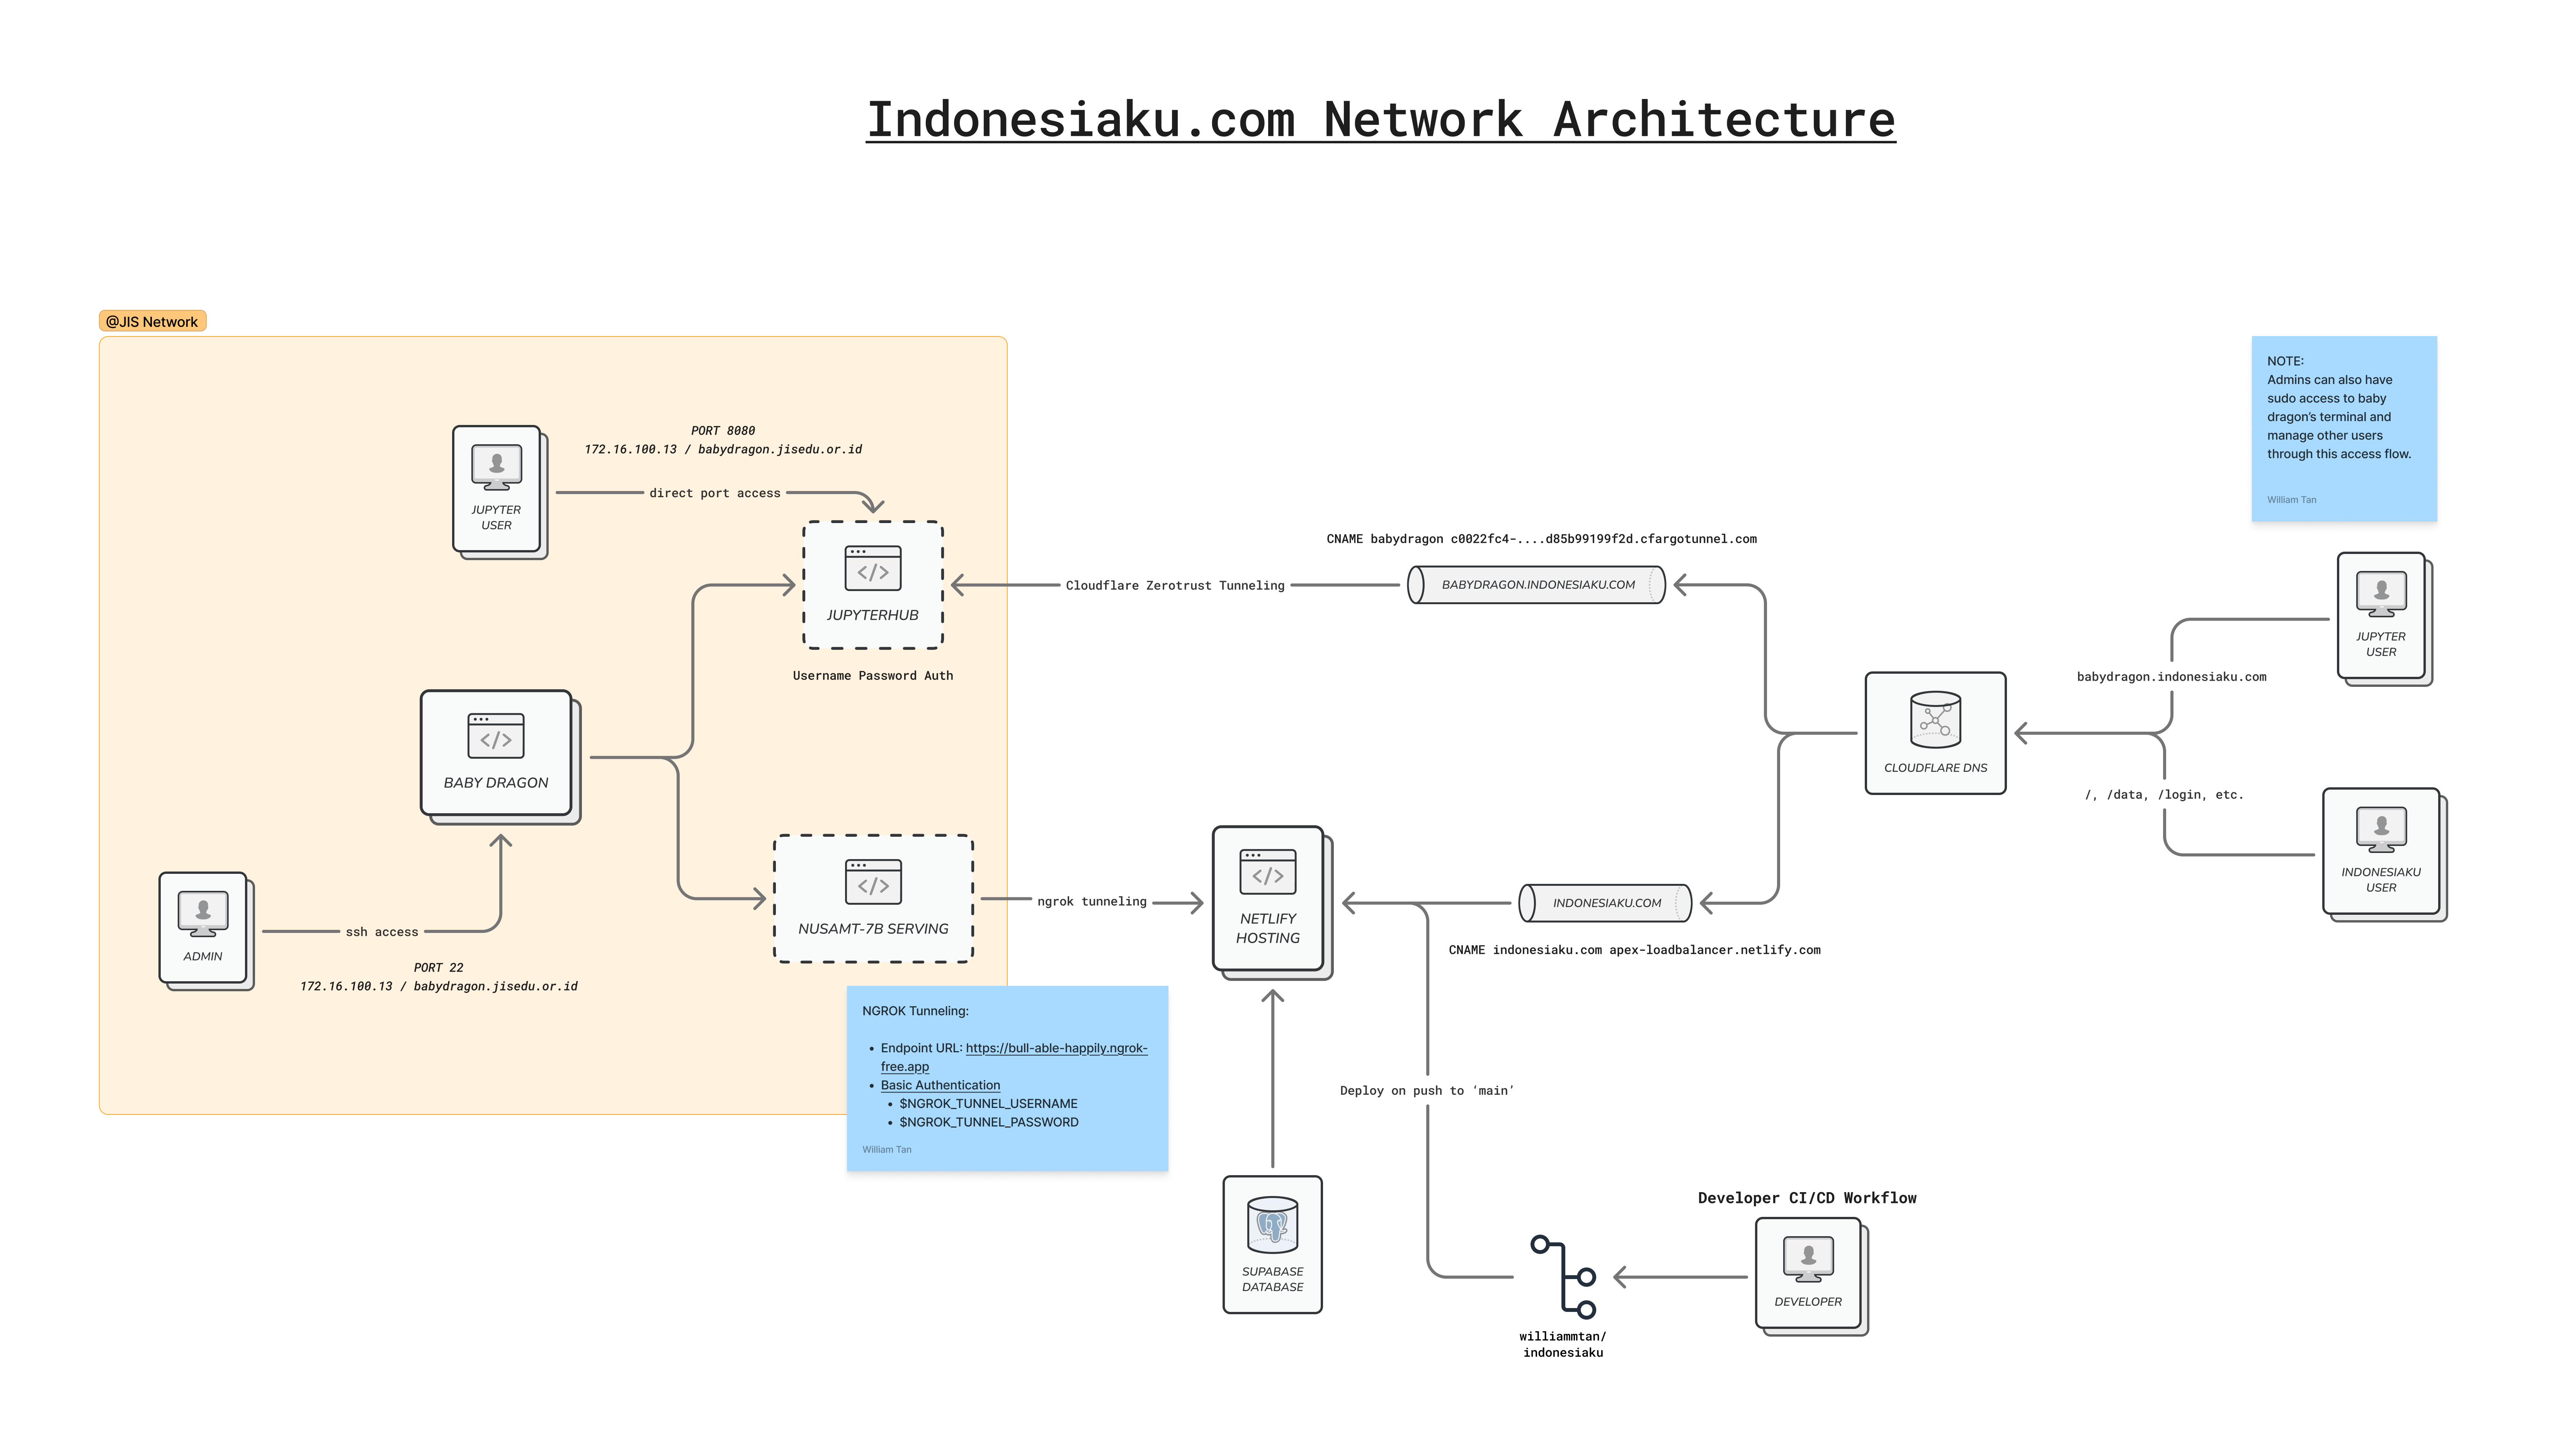 Indonesiaku.com Network Architecture
@JIS Network
NOTE:
Admins can also have
sudo access to baby
dragon's terminal and
manage other users
through this access flow.
William Tan
PORT 8080
172.16.100.13 / babydragon.jisedu.or.id
direct port access
JUPYTER
USER
JUPYTERHUB
Username Password Auth
Cloudflare Zerotrust Tunneling
CNAME babydragon c0022fc4-....d85b99199f2d.cfargotunnel.com
BABYDRAGON.INDONESIAKU.COM
JUPYTER
USER
babydragon.indonesiaku.com
CLOUDFLARE DNS
/, /data, /login, etc.
INDONESIAKU
USER
BABY DRAGON
ADMIN
ssh access
PORT 22
172.16.100.13 / babydragon.jisedu.or.id
NUSAMT-7B SERVING
ngrok tunneling
NETLIFY
HOSTING
INDONESIAKU.COM
CNAME indonesiaku.com apex-loadbalancer.netlify.com
NGROK Tunneling:
• Endpoint URL: https://bull-able-happily.ngrok-
free.app
• Basic Authentication
• $NGROK_TUNNEL_USERNAME
• $NGROK_TUNNEL_PASSWORD
William Tan
Deploy on push to ‘main’
SUPABASE
DATABASE
Developer CI/CD Workflow
DEVELOPER
williammtan/
indonesiaku